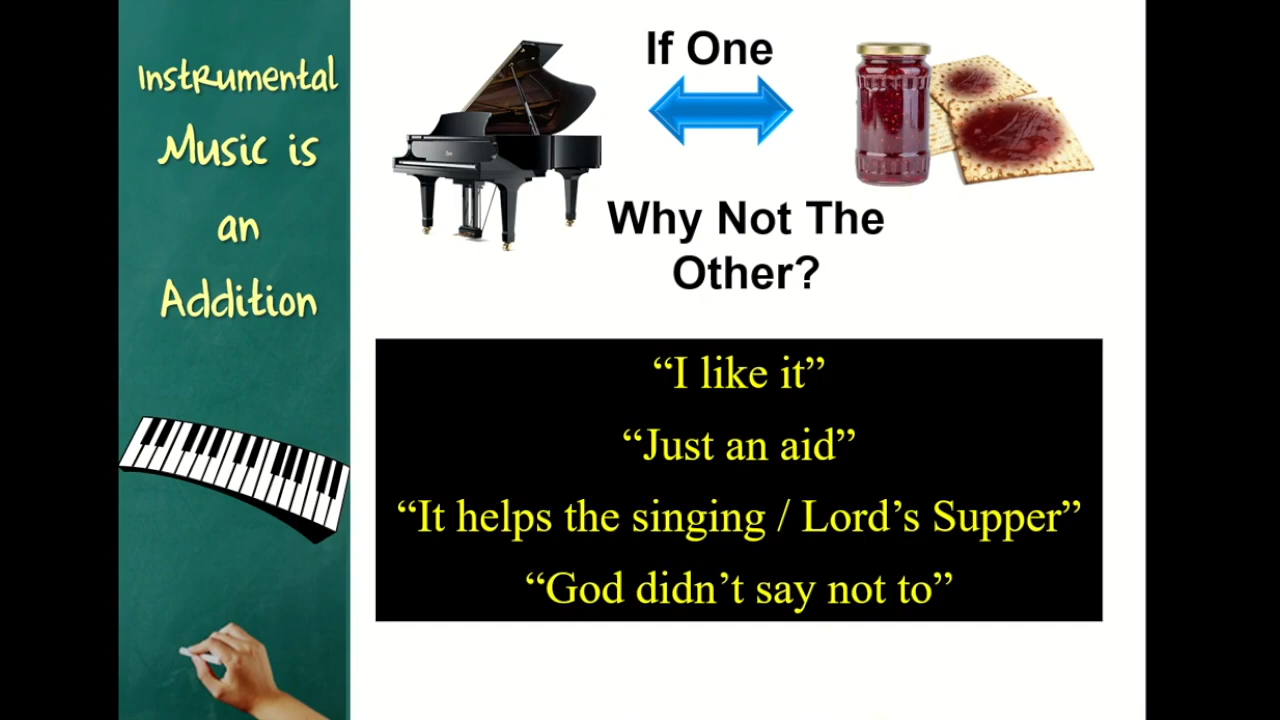 Instrumental
Music is
an
Addition
If One
Why Not The
Other?
“I like it”
“Just an aid”
“It helps the singing / Lord’s Supper”
“God didn’t say not to”